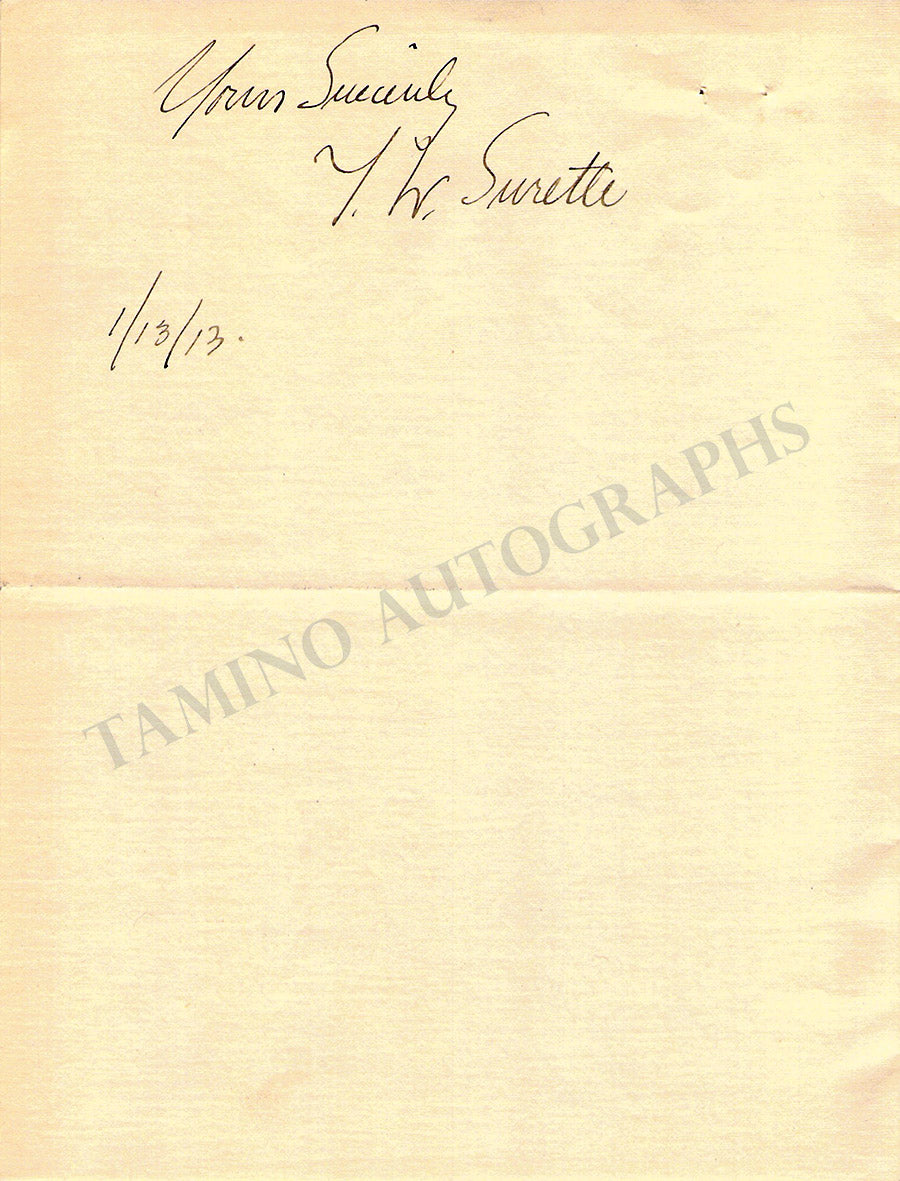 Yours Sincerely
T. W. Surette
1/13/13.
TAMINO AUTOGRAPHS